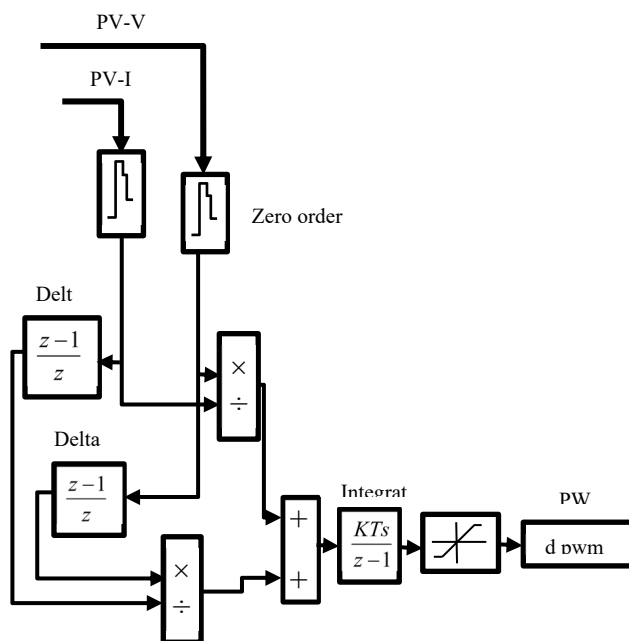 PV-V
PV-I
Zero order
Delt
z − 1
z
×
÷
Delta
z − 1
z
Integrat
PW
+
+
KTs
z − 1
d pwm
×
÷